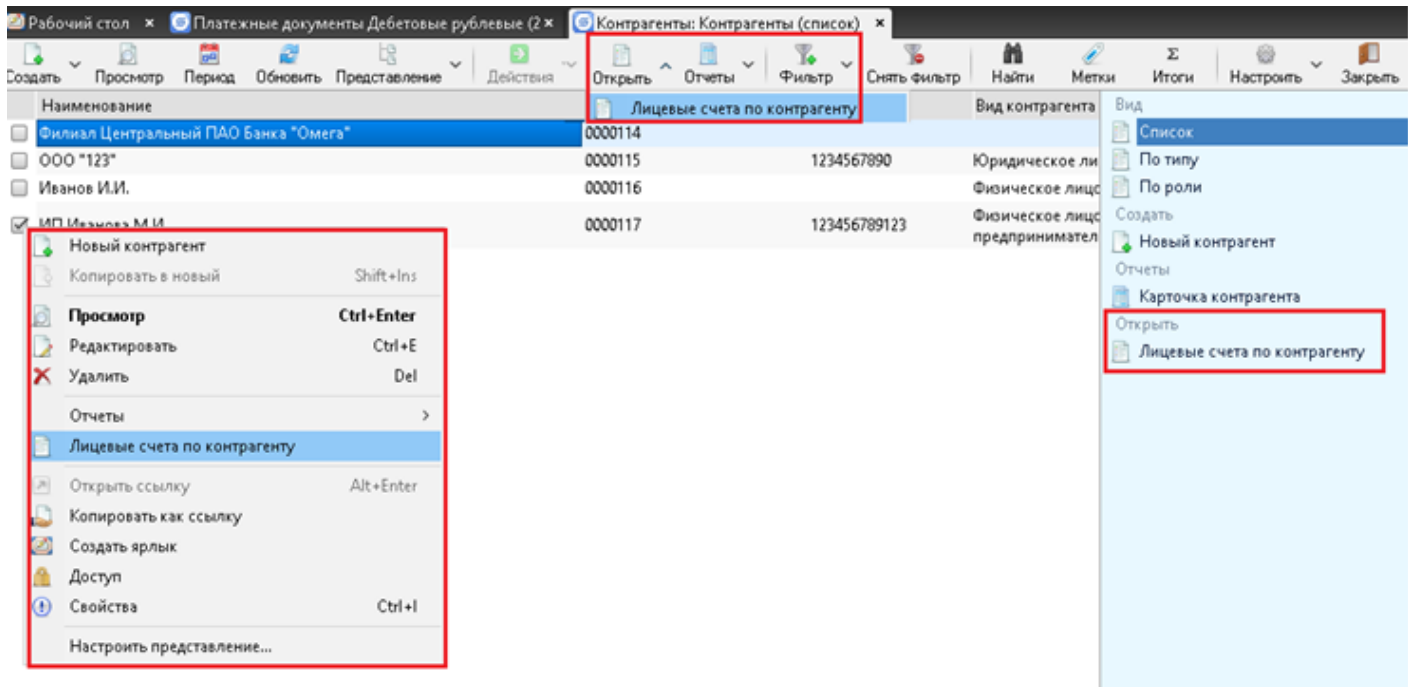 Рабочий стол
Платежные документы Дебетовые рублевые (2
Контрагенты: Контрагенты (список)
Создать
Просмотр
Период
Обновить
Представление
Действия
Открыть
Отчеты
Фильтр
Снять фильтр
Найти
Метки
Итоги
Настроить
Закрыть
Лицевые счета по контрагенту
Наименование
Вид контрагента
Филиал Центральный ПАО Банка "Омега" 0000114
ООО "123" 0000115 1234567890 Юридическое ли
Иванов И.И. 0000116 Физическое лицо
ИП Иванова М.И. 0000117 123456789123 Физическое лицо
предпринимател
Новый контрагент
Копировать в новый Shift+Ins
Просмотр Ctrl+Enter
Редактировать Ctrl+E
Удалить Del
Отчеты
Лицевые счета по контрагенту
Открыть ссылку Alt+Enter
Копировать как ссылку
Создать ярлык
Доступ
Свойства Ctrl+I
Настроить представление...
Вид
Список
По типу
По роли
Создать
Новый контрагент
Отчеты
Карточка контрагента
Открыть
Лицевые счета по контрагенту